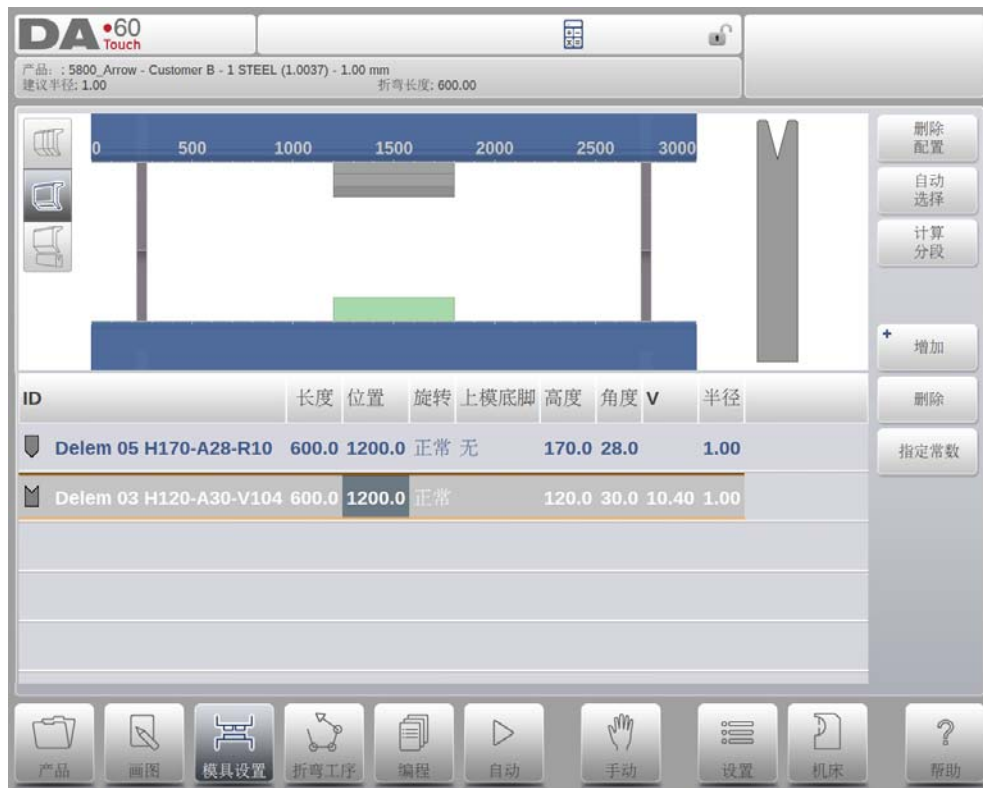 DA•60
Touch
产品: : 5800_Arrow - Customer B - 1 STEEL (1.0037) - 1.00 mm
建议半径: 1.00 折弯长度: 600.00
0 500 1000 1500 2000 2500 3000
删除
配置
自动
选择
计算
分段
+ 增加
删除
指定常数
ID 长度 位置 旋转 上模底脚 高度 角度 V 半径
Delem 05 H170-A28-R10 600.0 1200.0 正常 无 170.0 28.0 1.00
Delem 03 H120-A30-V104 600.0 1200.0 正常 120.0 30.0 10.40 1.00
产品 画图 模具设置 折弯工序 编程 自动 手动 设置 机床 帮助